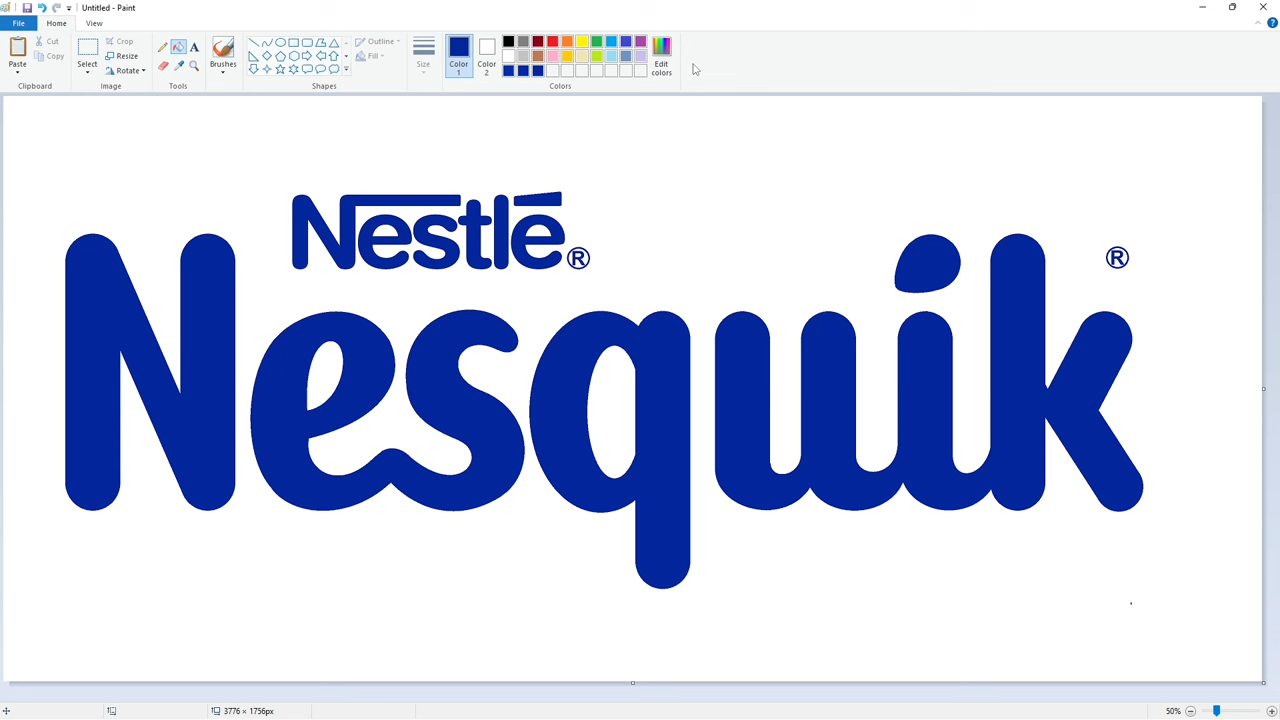 Untitled - Paint
File Home View
Paste
Cut
Copy
Clipboard
Select
Crop
Resize
Rotate
Image
A
Tools
Brushes
Outline
Fill
Shapes
Size
Color 1
Color 2
Edit colors
Colors
Nestlé®
Nesquik®
3776 × 1756px
50%